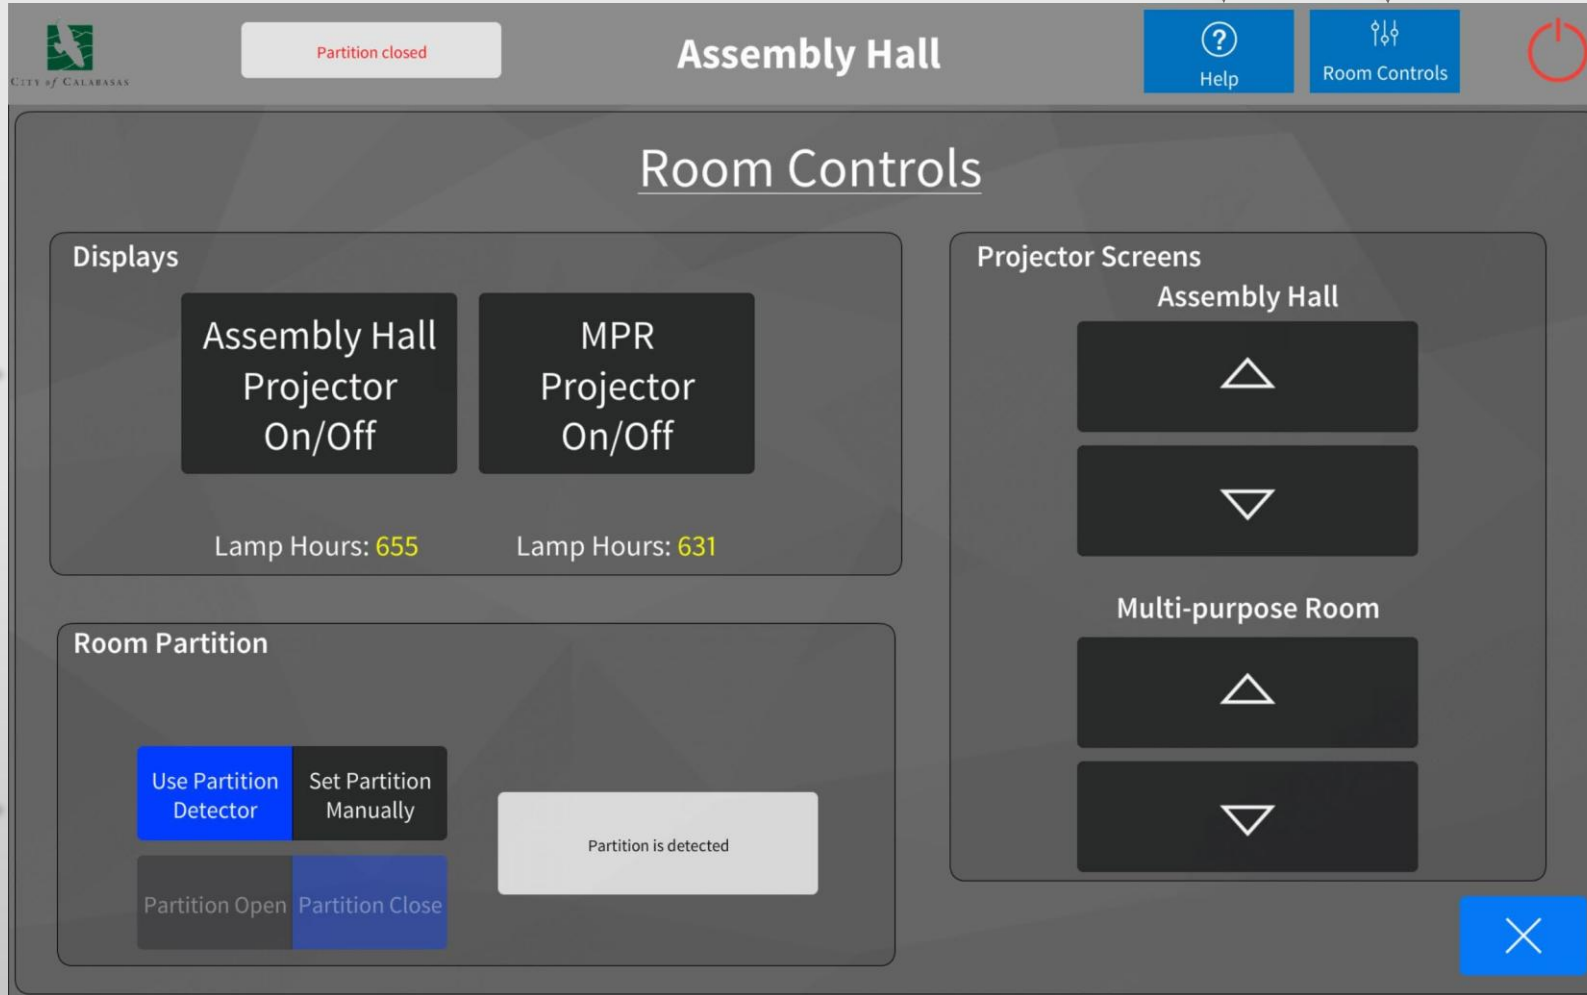 CITY of CALABASAS
Partition closed
Assembly Hall
Help
Room Controls
Room Controls
Displays
Assembly Hall
Projector
On/Off
MPR
Projector
On/Off
Lamp Hours: 655
Lamp Hours: 631
Projector Screens
Assembly Hall
Multi-purpose Room
Room Partition
Use Partition
Detector
Set Partition
Manually
Partition Open
Partition Close
Partition is detected